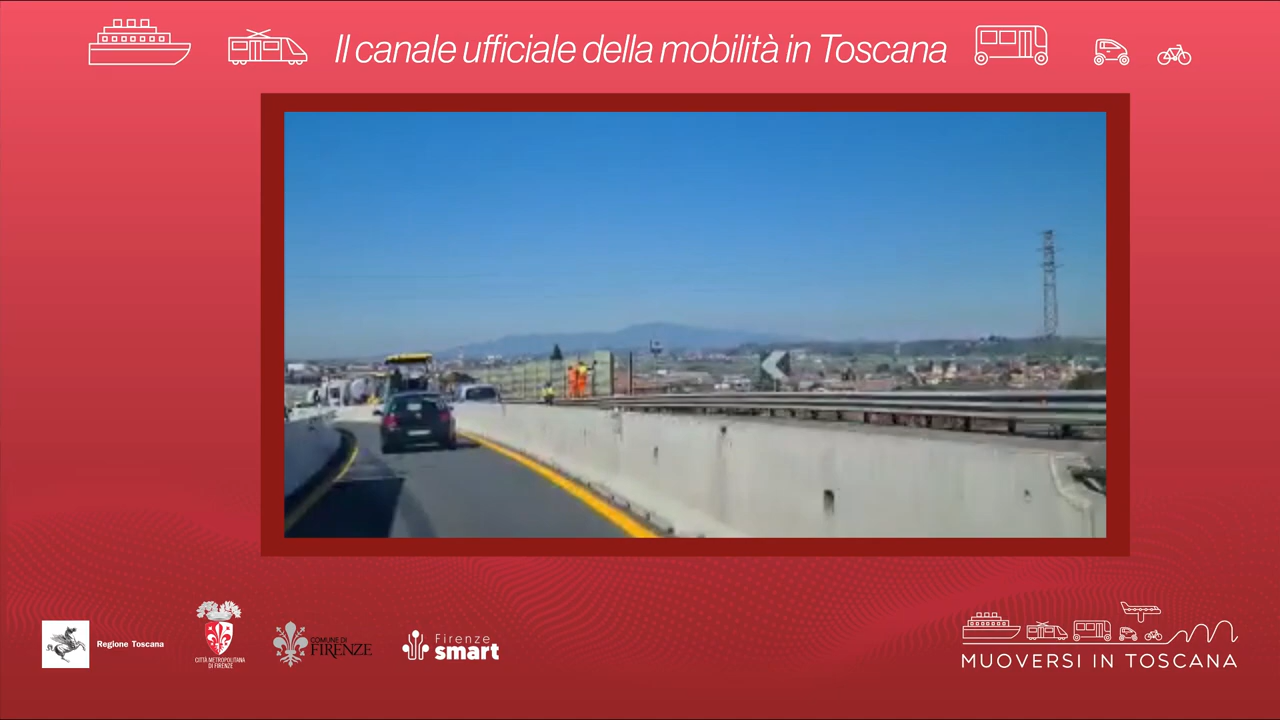 Il canale ufficiale della mobilità in Toscana
Regione Toscana
CITTÀ METROPOLITANA
DI FIRENZE
COMUNE DI
FIRENZE
Firenze
smart
MUOVERSI IN TOSCANA